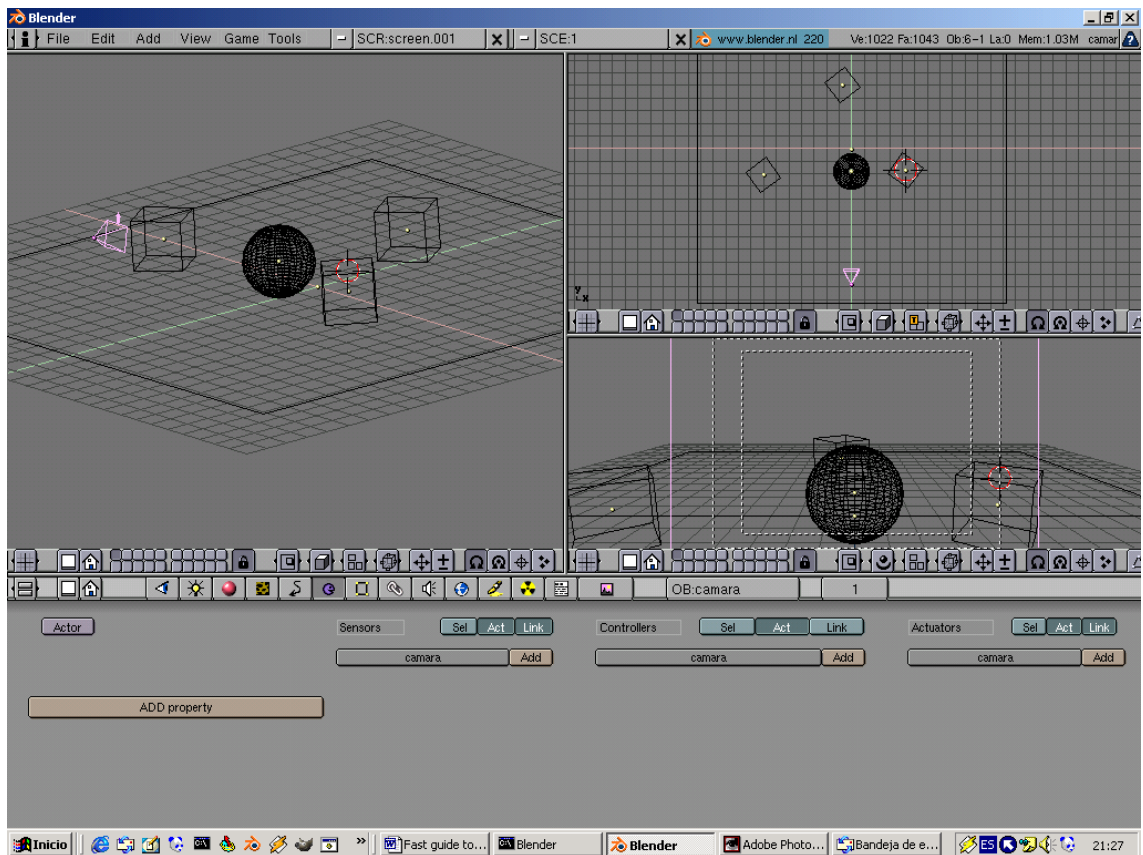 Blender
File Edit Add View Game Tools SCR:screen.001 SCE:1 www.blender.nl 220 Ve:1022 Fa:1043 Ob:6-1 La:0 Mem:1.03M camar
y
x
OB:camara 1
Actor Sensors Sel Act Link Controllers Sel Act Link Actuators Sel Act Link
camara Add camara Add camara Add
ADD property
Inicio » Fast guide to... Blender Blender Adobe Photo... Bandeja de e... ES 21:27